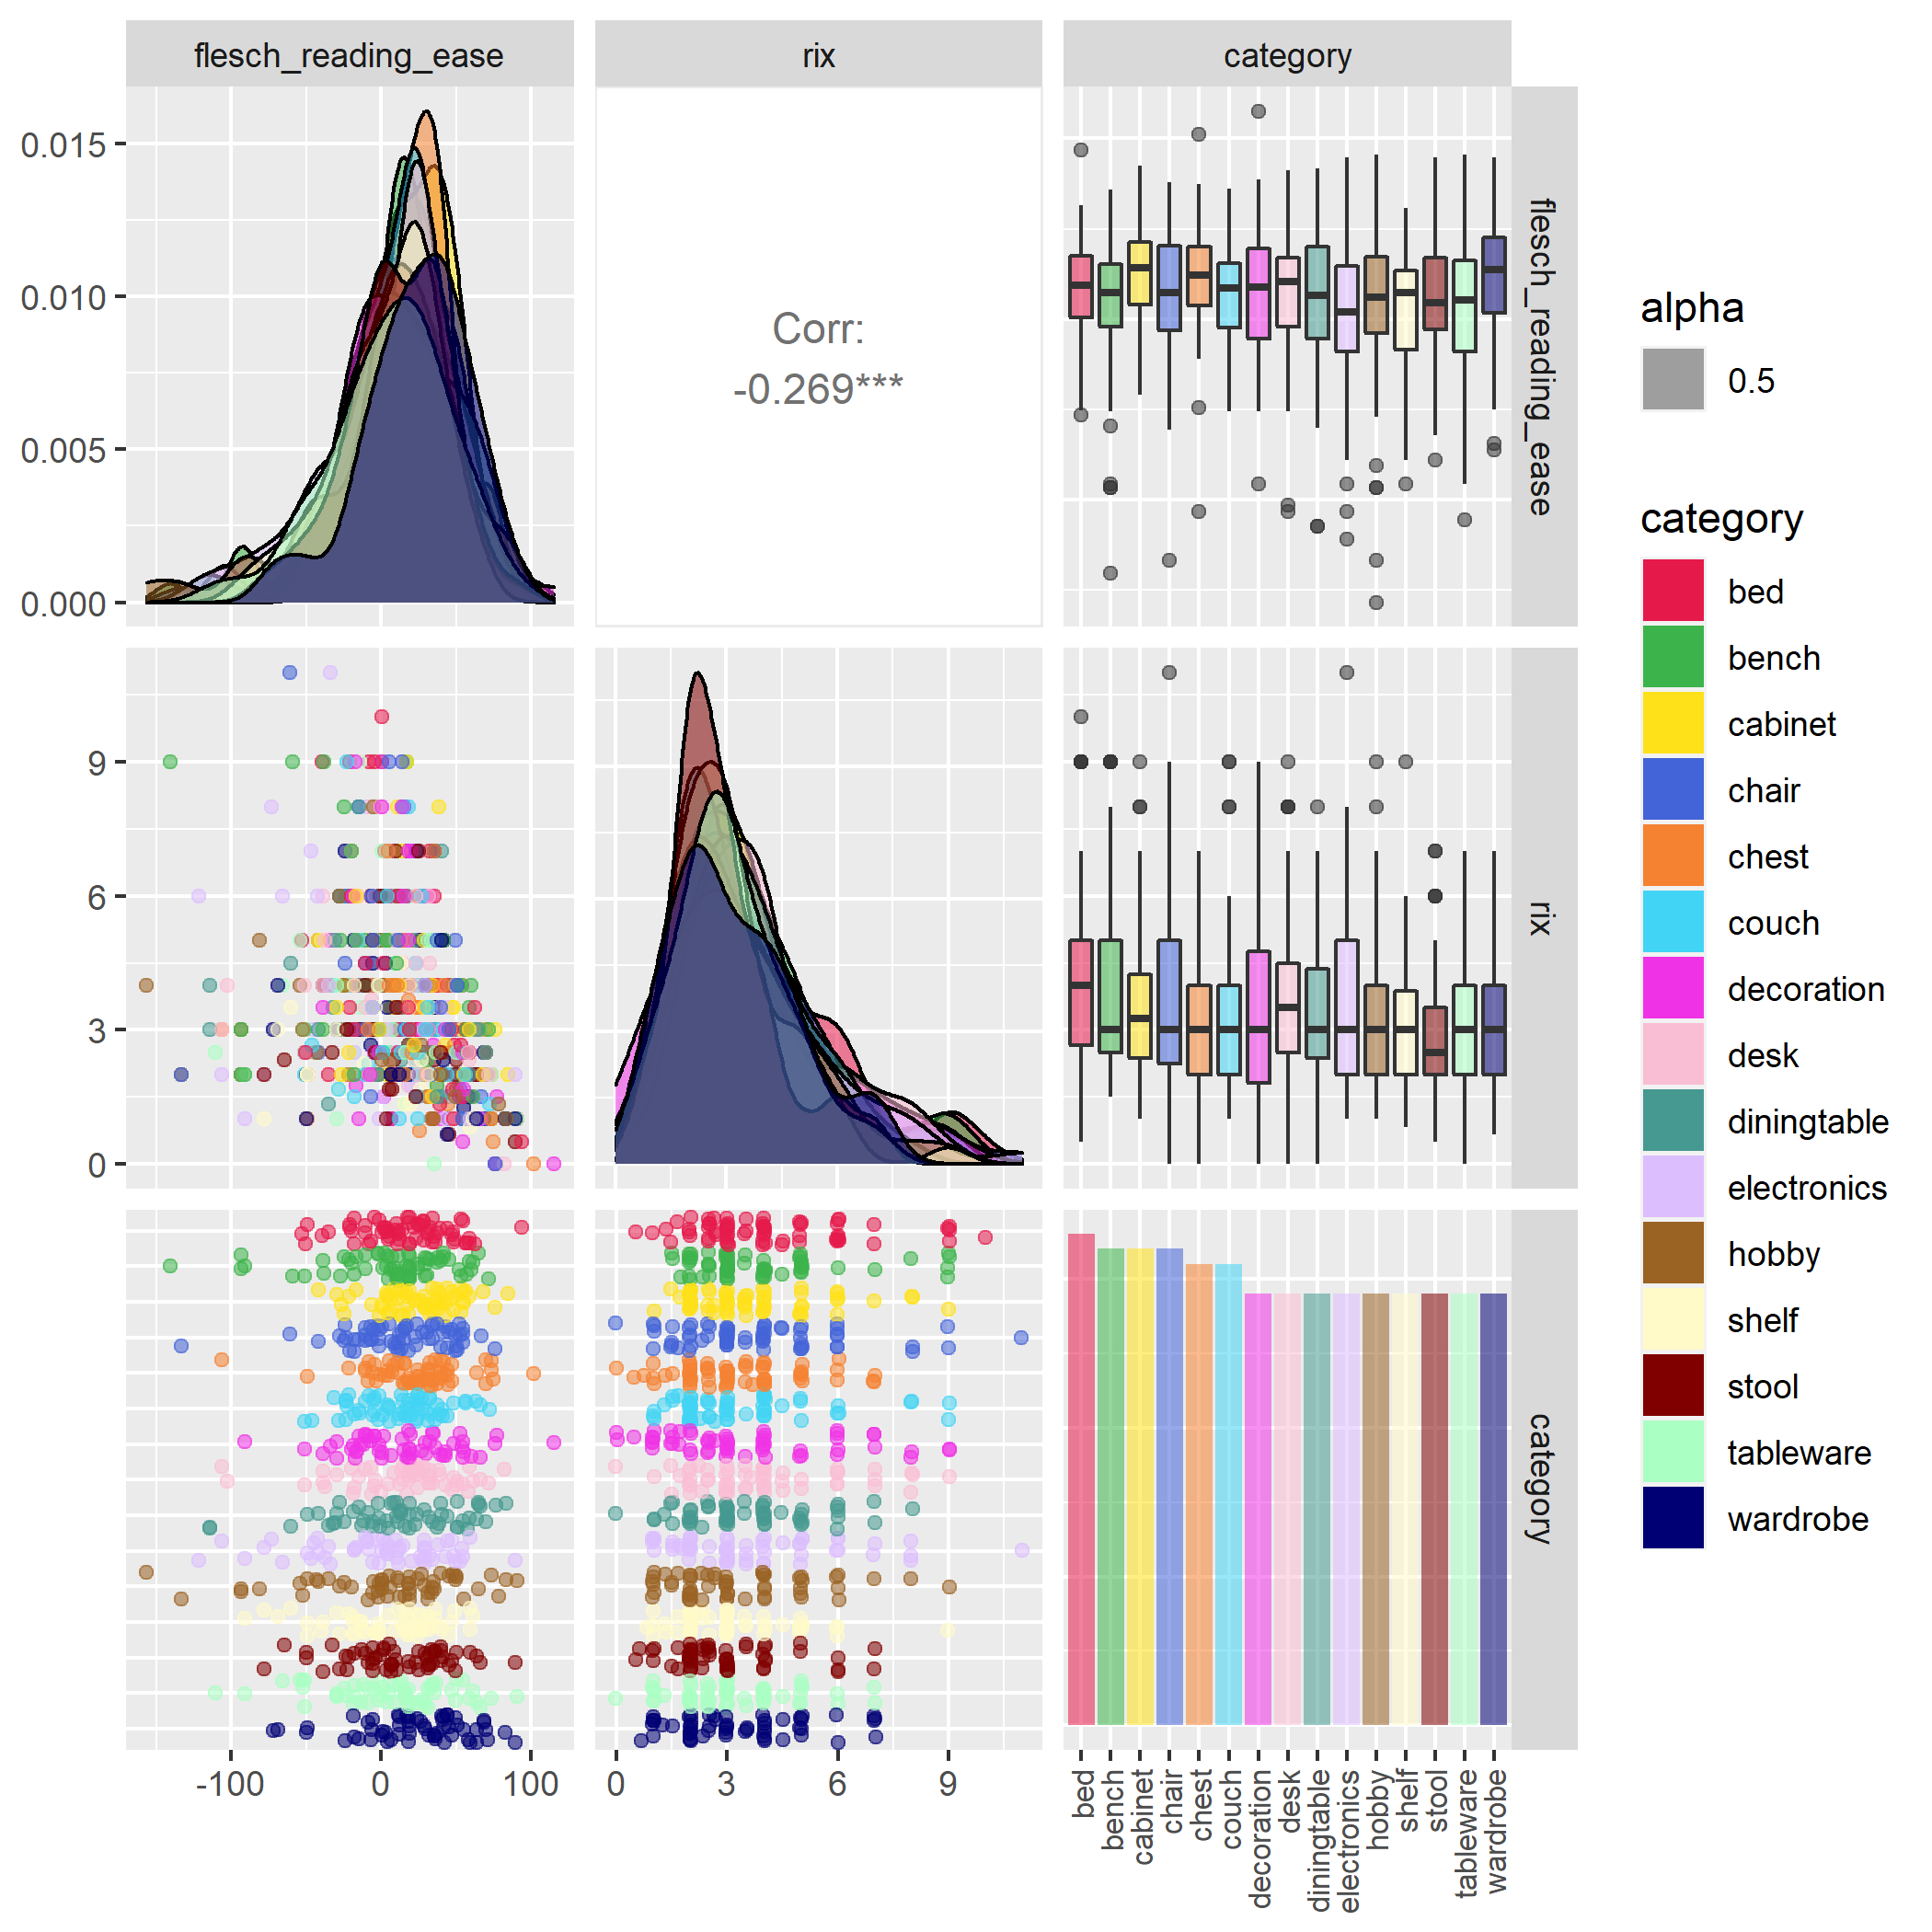 flesch_reading_ease
rix
category
0.015
0.010
0.005
0.000
Corr:
-0.269***
flesch_reading_ease
9
6
3
0
rix
category
-100
0
100
0
3
6
9
bed
bench
cabinet
chair
chest
couch
decoration
desk
diningtable
electronics
hobby
shelf
stool
tableware
wardrobe
alpha
0.5
category
bed
bench
cabinet
chair
chest
couch
decoration
desk
diningtable
electronics
hobby
shelf
stool
tableware
wardrobe